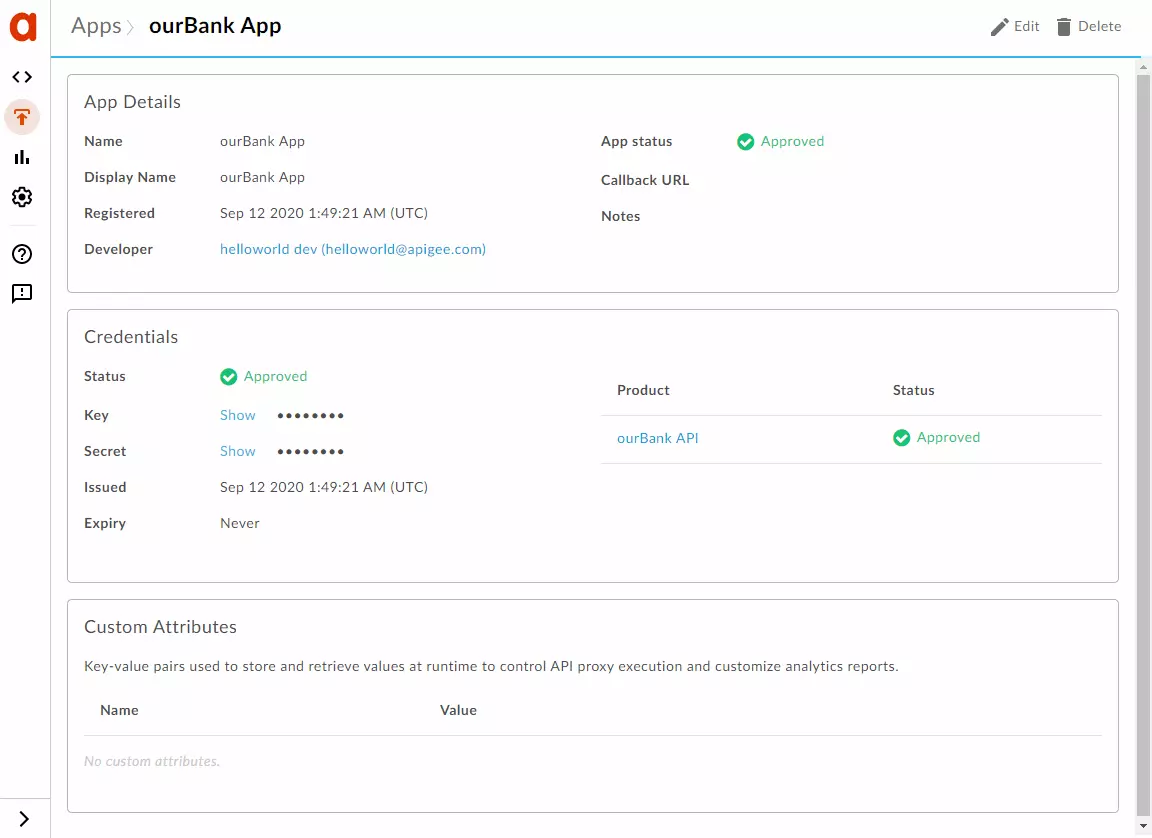 Apps
ourBank App
Edit
Delete
App Details
Name
ourBank App
App status
Approved
Display Name
ourBank App
Callback URL
Registered
Sep 12 2020 1:49:21 AM (UTC)
Notes
Developer
helloworld dev (helloworld@apigee.com)
Credentials
Status
Approved
Key
Show
••••••••
Secret
Show
••••••••
Issued
Sep 12 2020 1:49:21 AM (UTC)
Expiry
Never
Product
Status
ourBank API
Approved
Custom Attributes
Key-value pairs used to store and retrieve values at runtime to control API proxy execution and customize analytics reports.
Name
Value
No custom attributes.